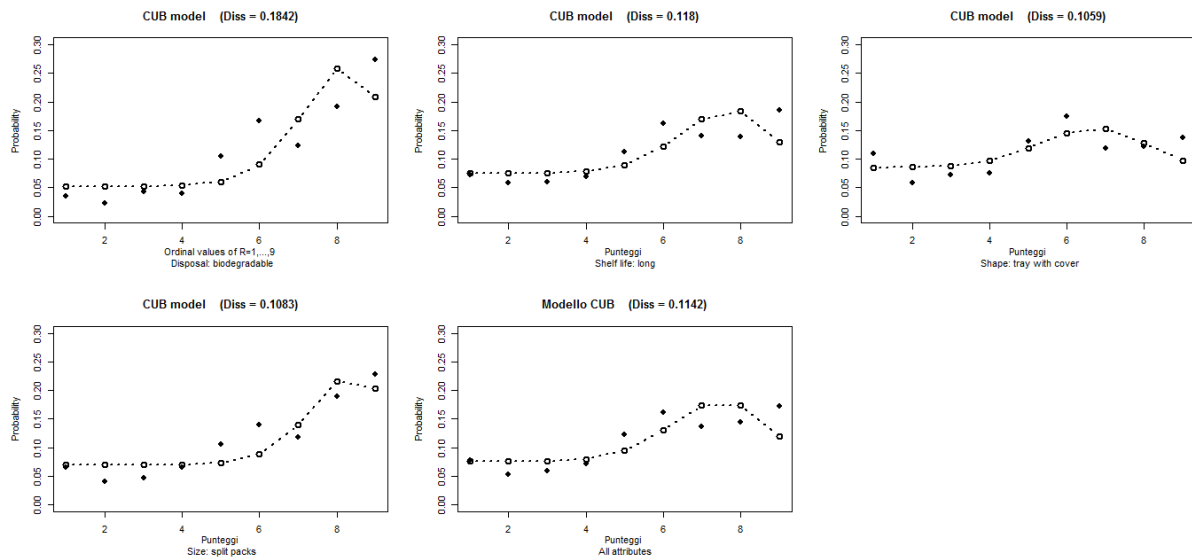 CUB model (Diss = 0.1842)
Probability
0.00 0.05 0.10 0.15 0.20 0.25 0.30
2 4 6 8
Ordinal values of R=1,...,9
Disposal: biodegradable
CUB model (Diss = 0.118)
Probability
0.00 0.05 0.10 0.15 0.20 0.25 0.30
2 4 6 8
Punteggi
Shelf life: long
CUB model (Diss = 0.1059)
Probability
0.00 0.05 0.10 0.15 0.20 0.25 0.30
2 4 6 8
Punteggi
Shape: tray with cover
CUB model (Diss = 0.1083)
Probability
0.00 0.05 0.10 0.15 0.20 0.25 0.30
2 4 6 8
Punteggi
Size: split packs
Modello CUB (Diss = 0.1142)
Probability
0.00 0.05 0.10 0.15 0.20 0.25 0.30
2 4 6 8
Punteggi
All attributes